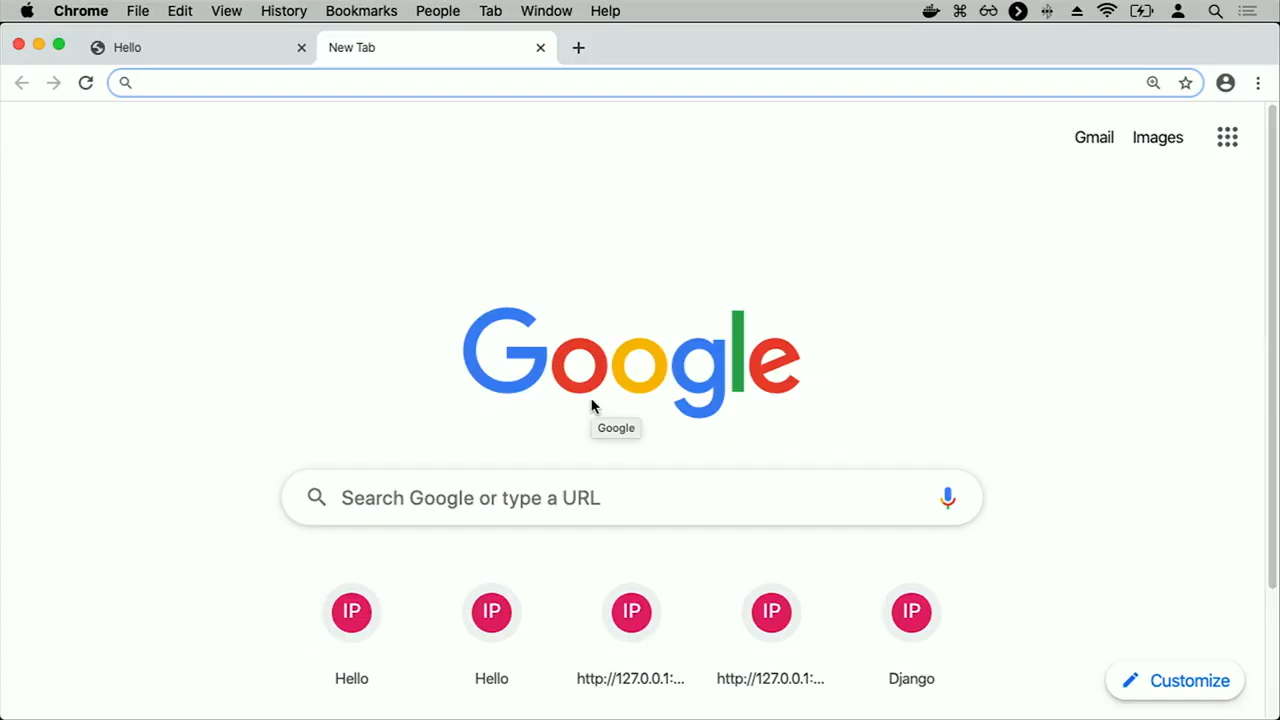 Chrome File Edit View History Bookmarks People Tab Window Help
Hello New Tab
Gmail Images
Google
Google
Search Google or type a URL
IP IP IP IP IP
Hello Hello http://127.0.0.1:... http://127.0.0.1:... Django
Customize